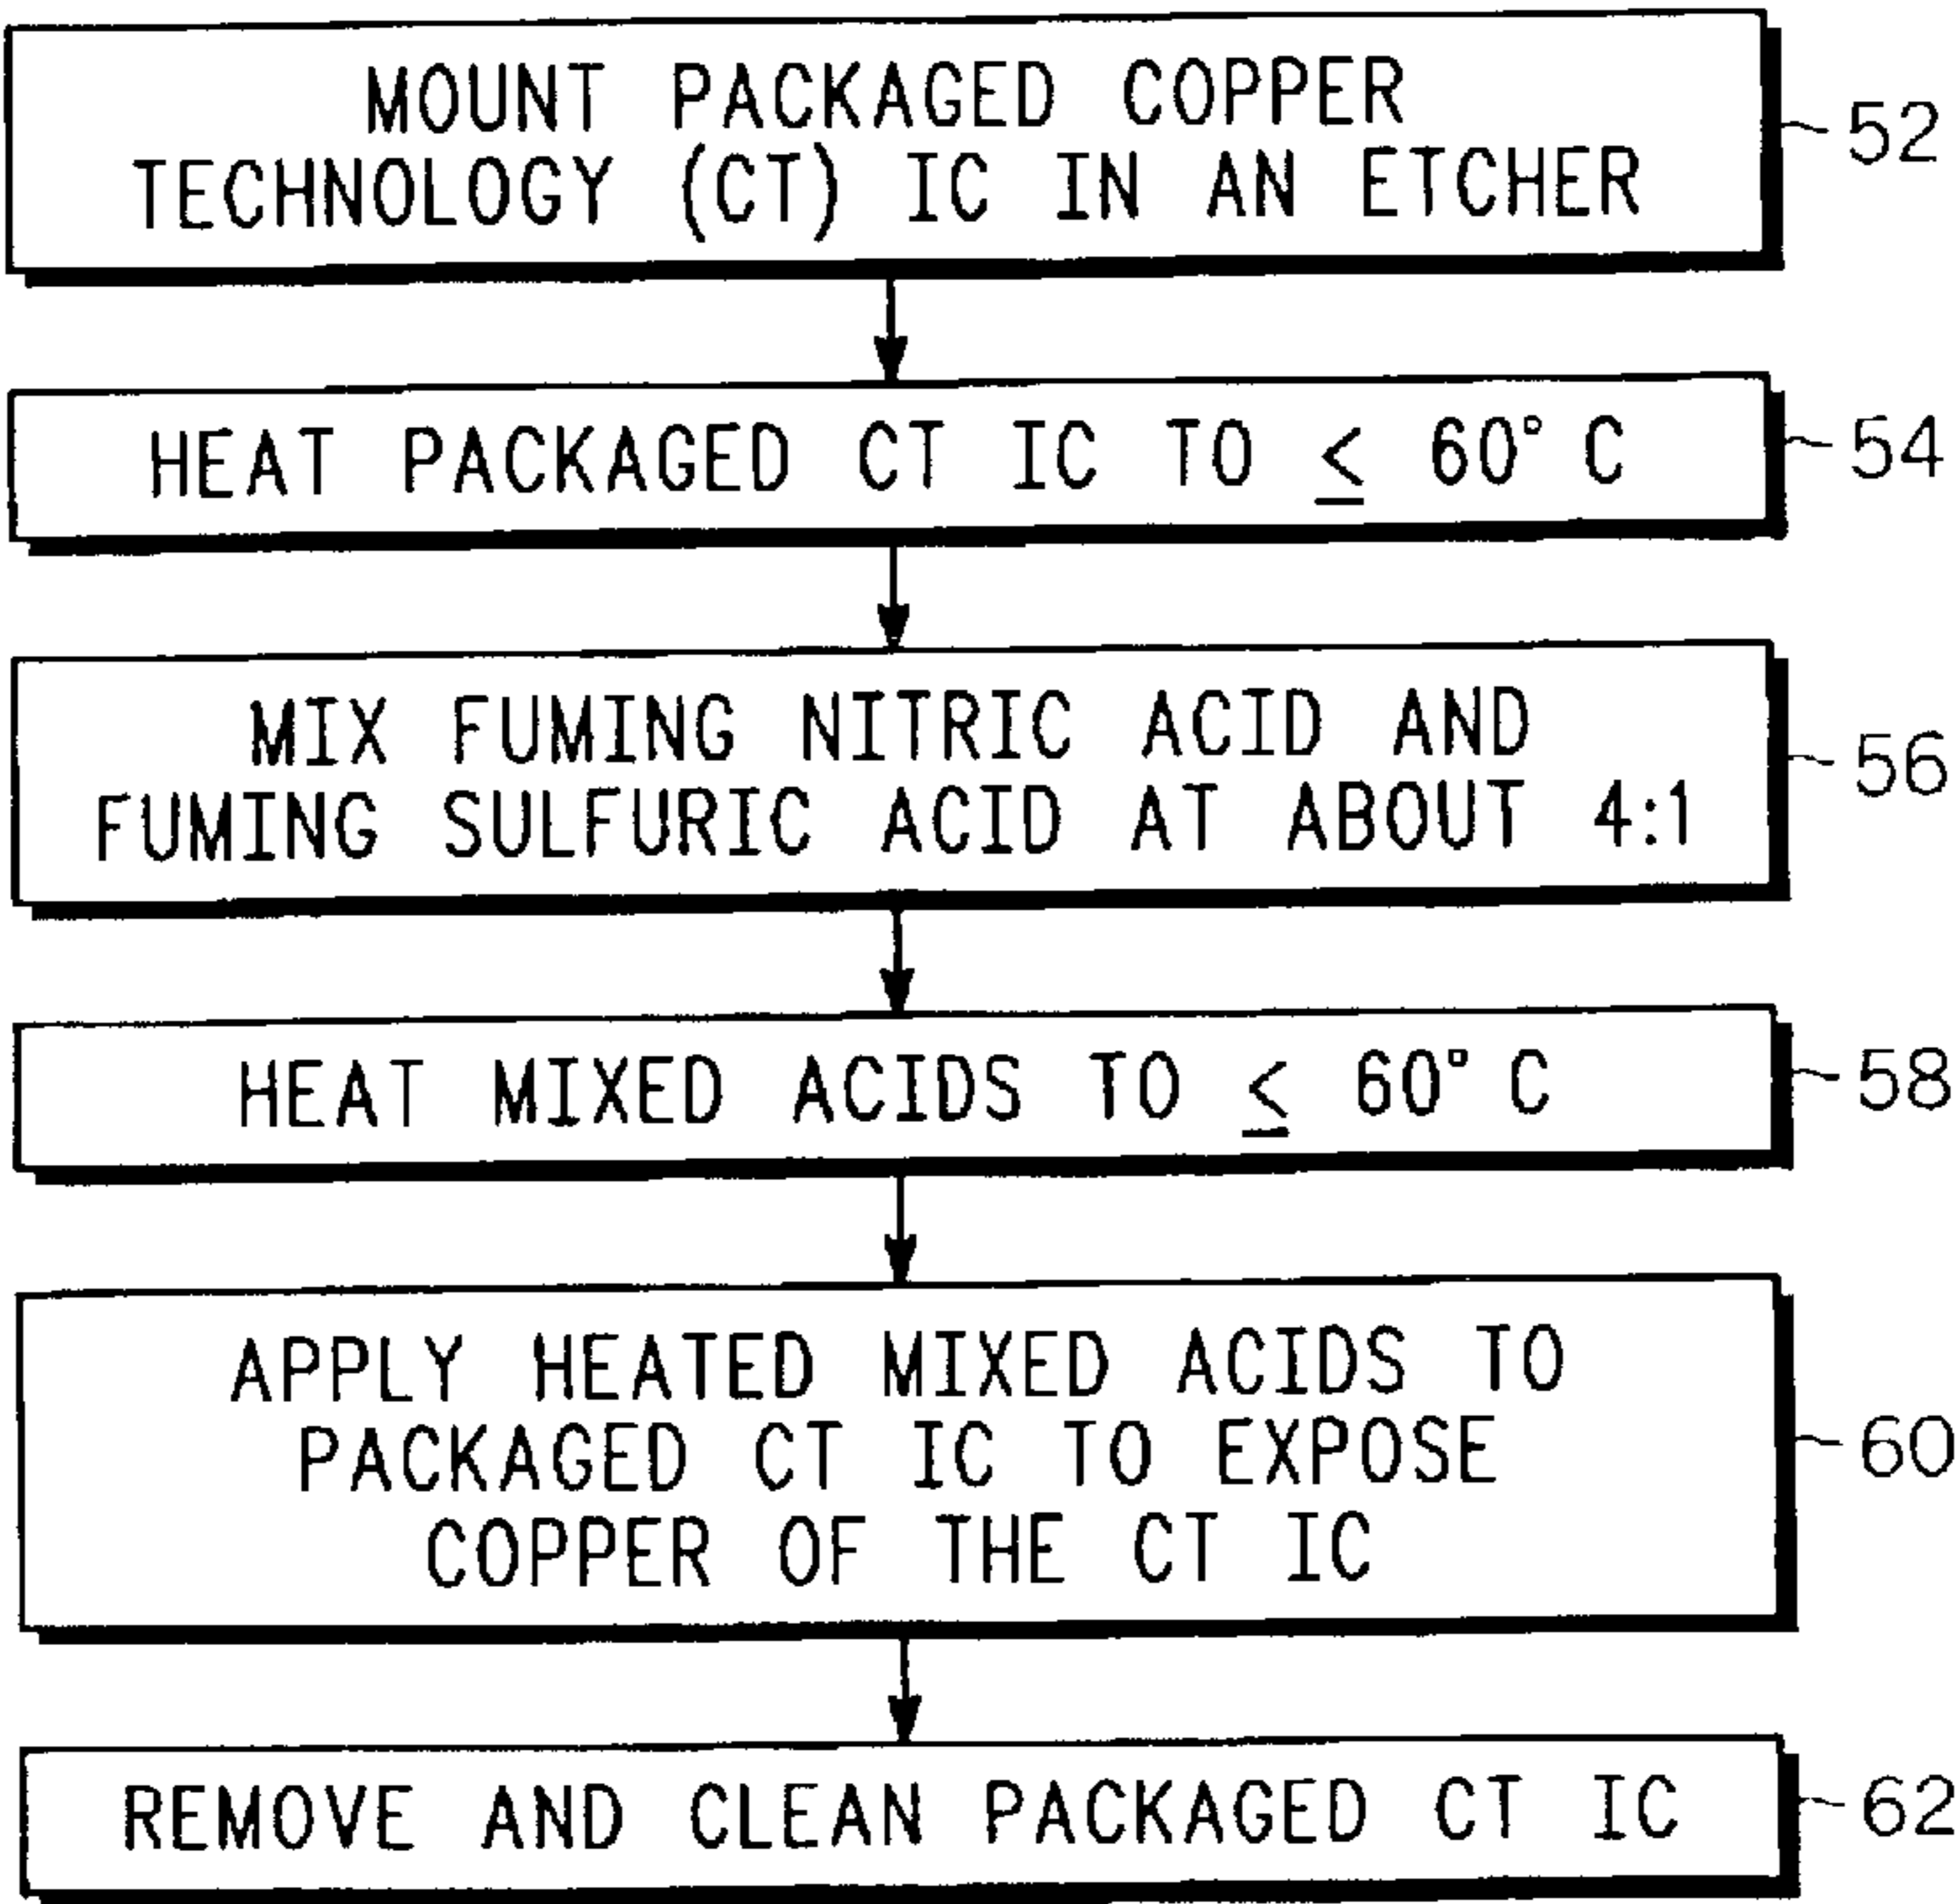 MOUNT PACKAGED COPPER
TECHNOLOGY (CT) IC IN AN ETCHER
52
HEAT PACKAGED CT IC TO ≤ 60° C
54
MIX FUMING NITRIC ACID AND
FUMING SULFURIC ACID AT ABOUT 4:1
56
HEAT MIXED ACIDS TO ≤ 60° C
58
APPLY HEATED MIXED ACIDS TO
PACKAGED CT IC TO EXPOSE
COPPER OF THE CT IC
60
REMOVE AND CLEAN PACKAGED CT IC
62